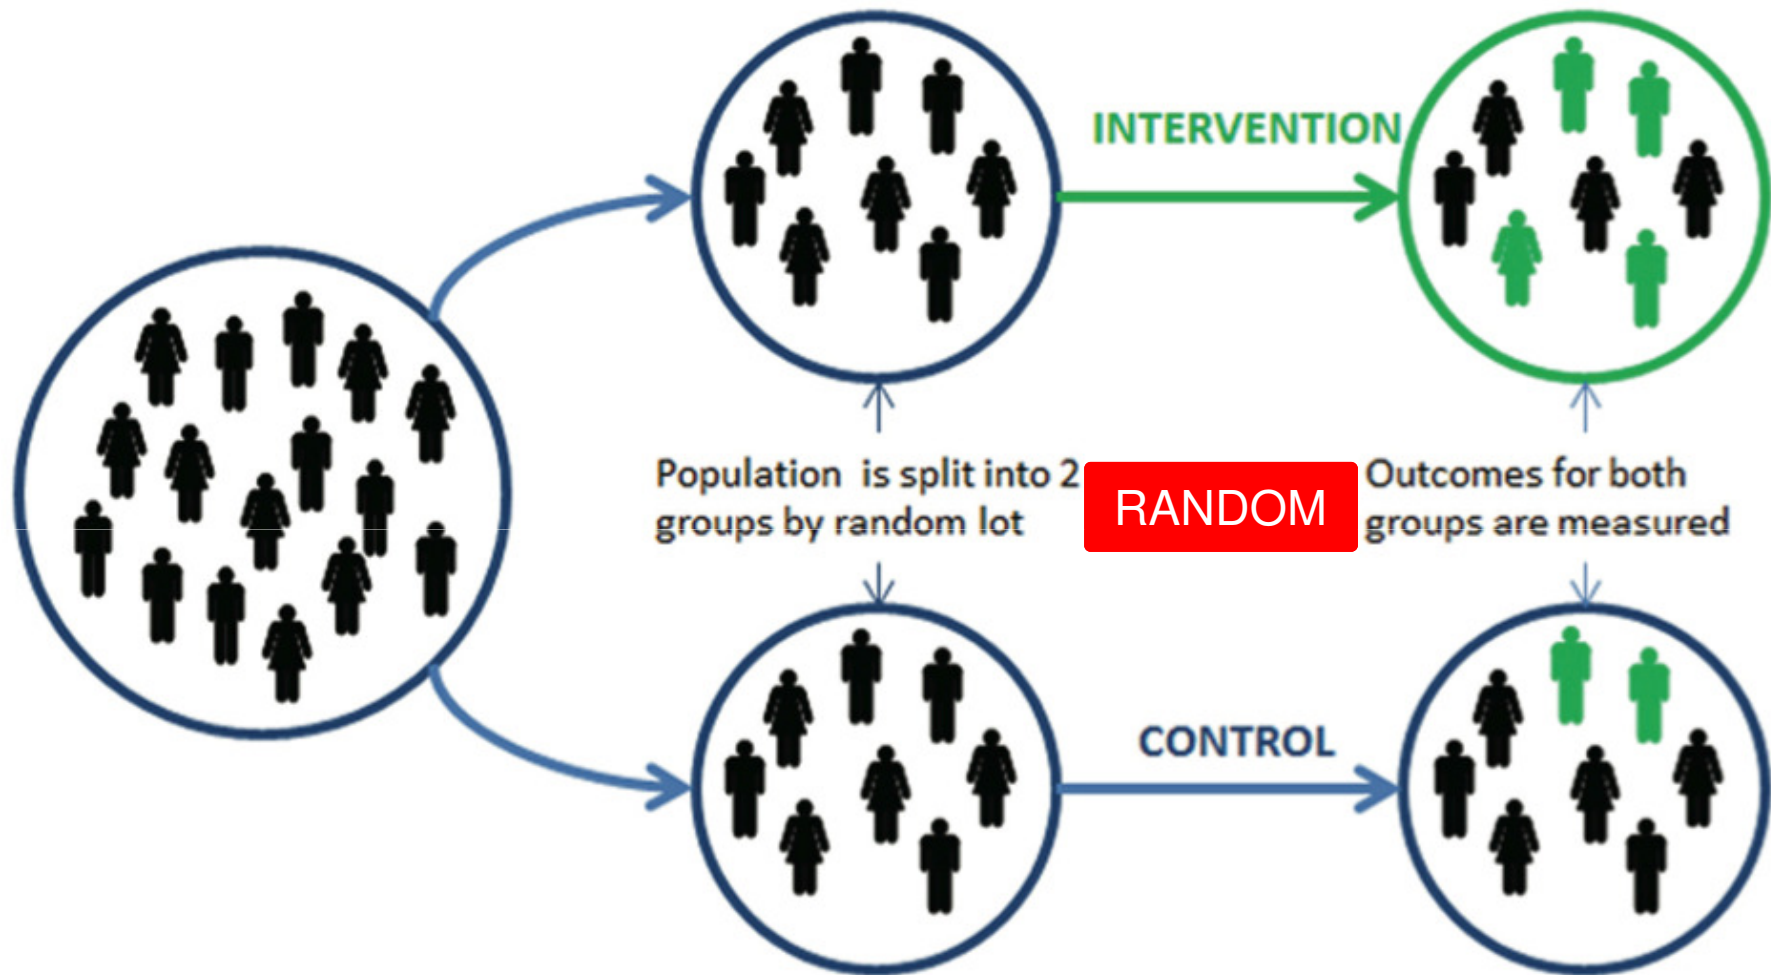 INTERVENTION
Population is split into 2
groups by random lot
RANDOM
Outcomes for both
groups are measured
CONTROL